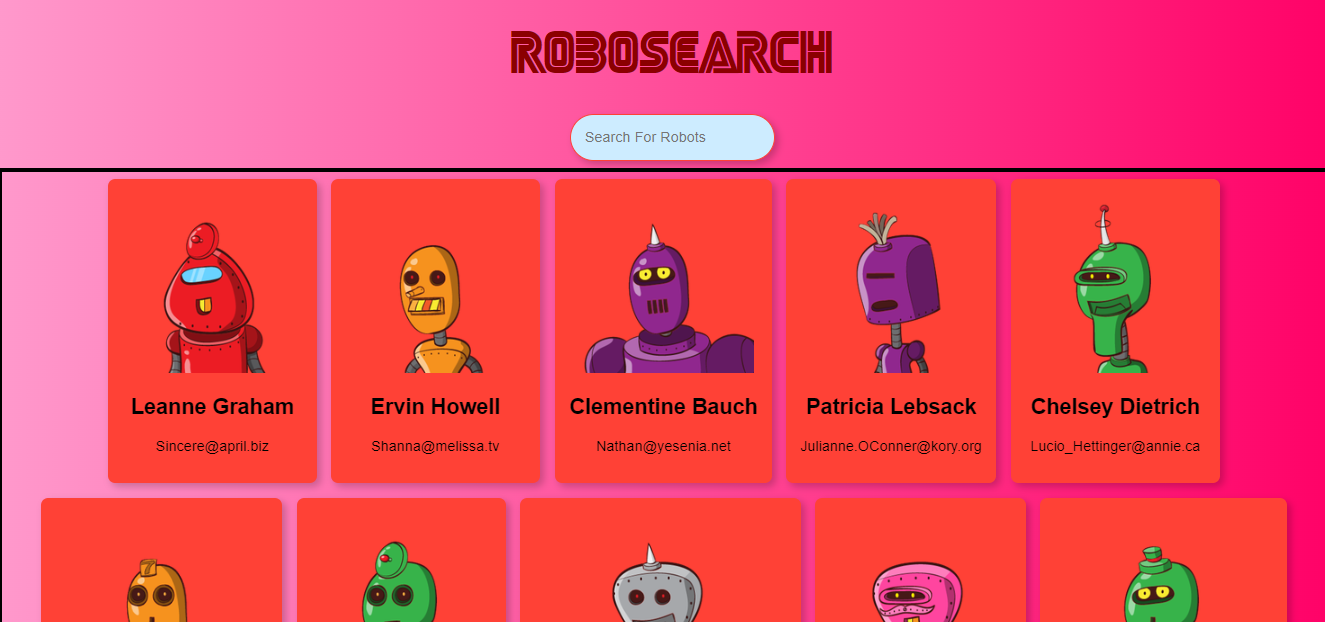 ROBOSEARCH
Search For Robots
Leanne Graham
Ervin Howell
Clementine Bauch
Patricia Lebsack
Chelsey Dietrich
Sincere@april.biz
Shanna@melissa.tv
Nathan@yesenia.net
Julianne.OConner@kory.org
Lucio_Hettinger@annie.ca